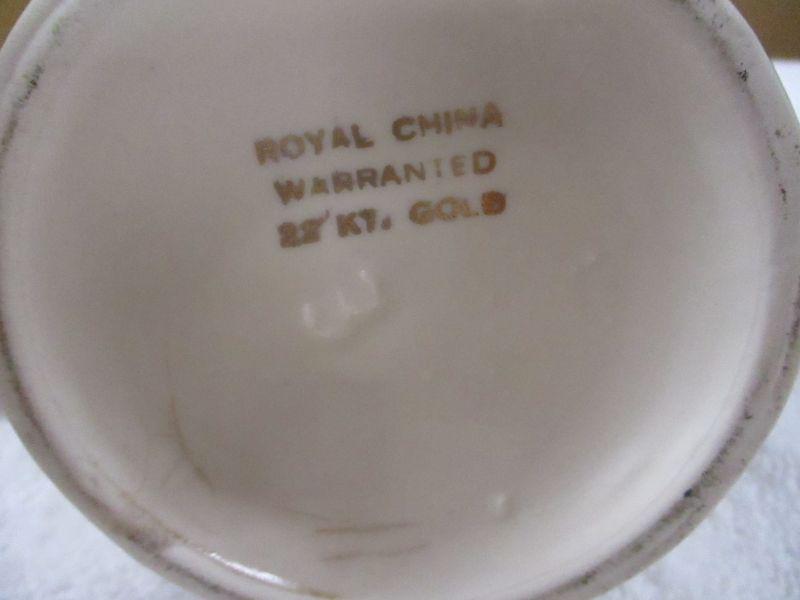 ROYAL CHINA
WARRANTED
22 KT. GOLD